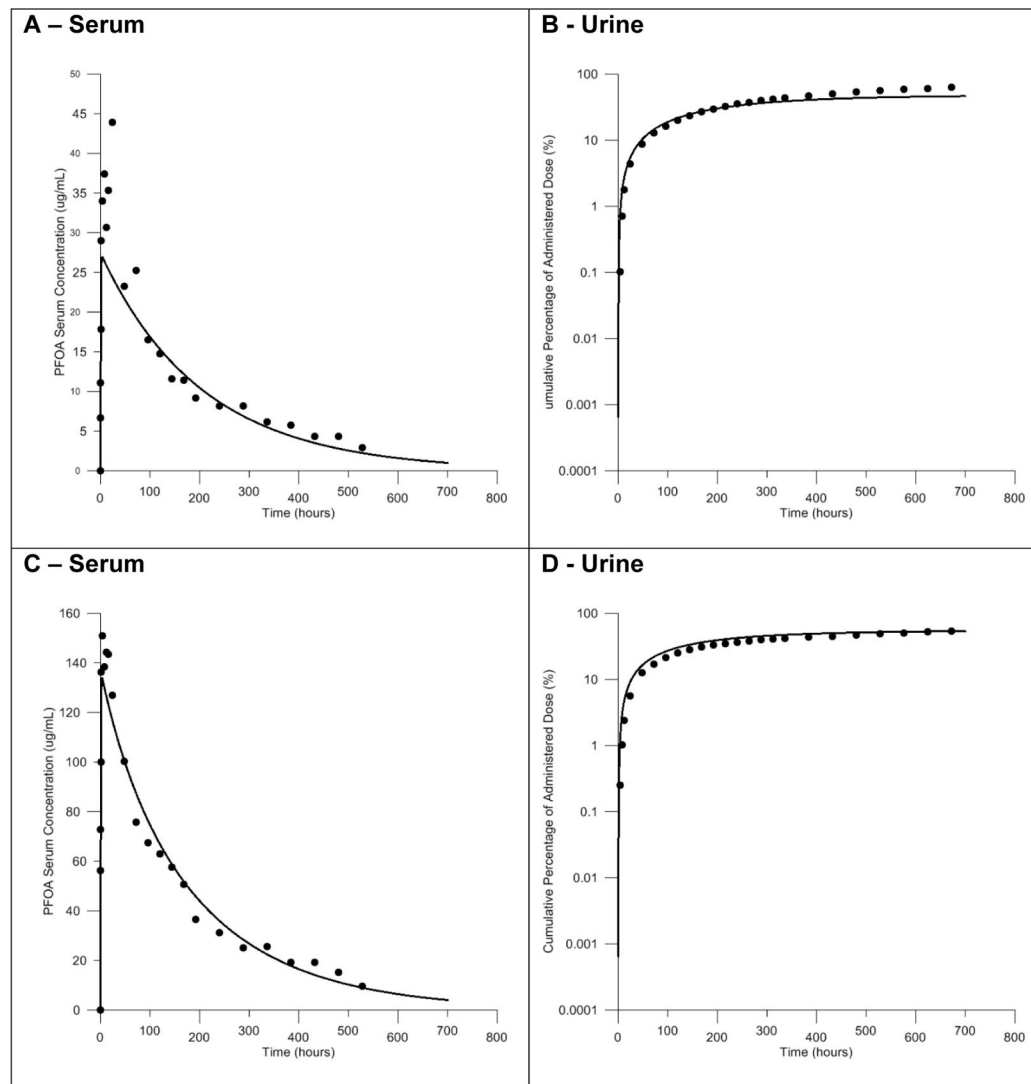 A – Serum
50
45
40
35
30
25
20
15
10
5
0
PFOA Serum Concentration (ug/mL)
0 100 200 300 400 500 600 700 800
Time (hours)
B - Urine
100
10
1
0.1
0.01
0.001
0.0001
umulative Percentage of Administered Dose (%)
0 100 200 300 400 500 600 700 800
Time (hours)
C – Serum
160
140
120
100
80
60
40
20
0
PFOA Serum Concentration (ug/mL)
0 100 200 300 400 500 600 700 800
Time (hours)
D - Urine
100
10
1
0.1
0.01
0.001
0.0001
Cumulative Percentage of Administered Dose (%)
0 100 200 300 400 500 600 700 800
Time (hours)